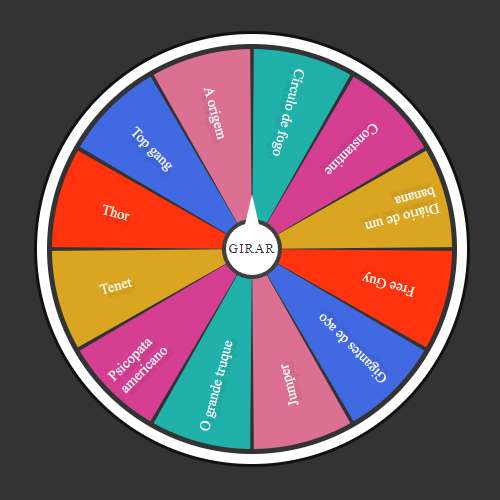 Círculo de fogo
Constantine
Diário de um
banana
Free Guy
Gigantes de aço
Jumper
O grande truque
Psicopata
americano
Tenet
Thor
Top gang
A origem
GIRAR